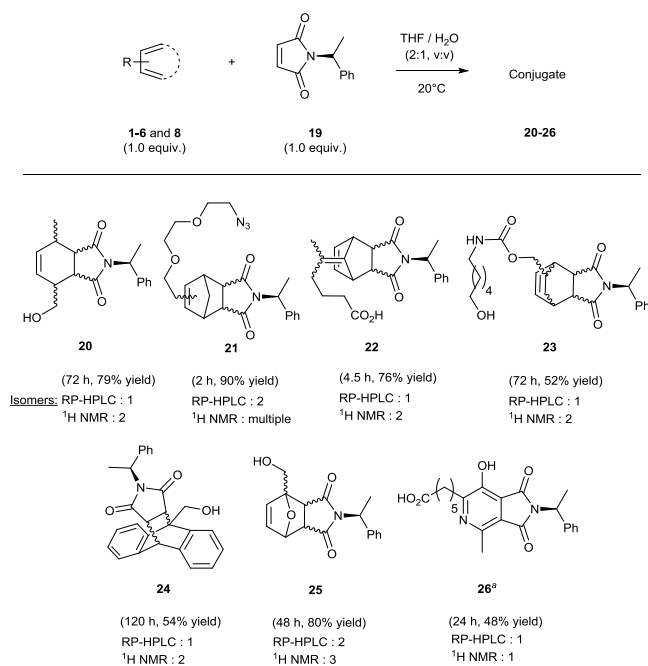 R
+
O
N
O
Ph
THF / H₂O
(2:1, v:v)
20°C
Conjugate
1-6 and 8
(1.0 equiv.)
19
(1.0 equiv.)
20-26
O
N
Ph
O
HO
20
(72 h, 79% yield)
Isomers: RP-HPLC : 1
¹H NMR : 2
O
N₃
O
O
N
Ph
O
21
(2 h, 90% yield)
RP-HPLC : 2
¹H NMR : multiple
O
N
Ph
O
CO₂H
22
(4.5 h, 76% yield)
RP-HPLC : 1
¹H NMR : 2
O
HN
O
4
OH
O
N
Ph
O
23
(72 h, 52% yield)
RP-HPLC : 1
¹H NMR : 2
Ph
N
O
O
OH
24
(120 h, 54% yield)
RP-HPLC : 1
¹H NMR : 2
HO
O
O
N
Ph
O
25
(48 h, 80% yield)
RP-HPLC : 2
¹H NMR : 3
HO₂C
5
OH
O
N
N
Ph
O
Me
26ᵃ
(24 h, 48% yield)
RP-HPLC : 1
¹H NMR : 1